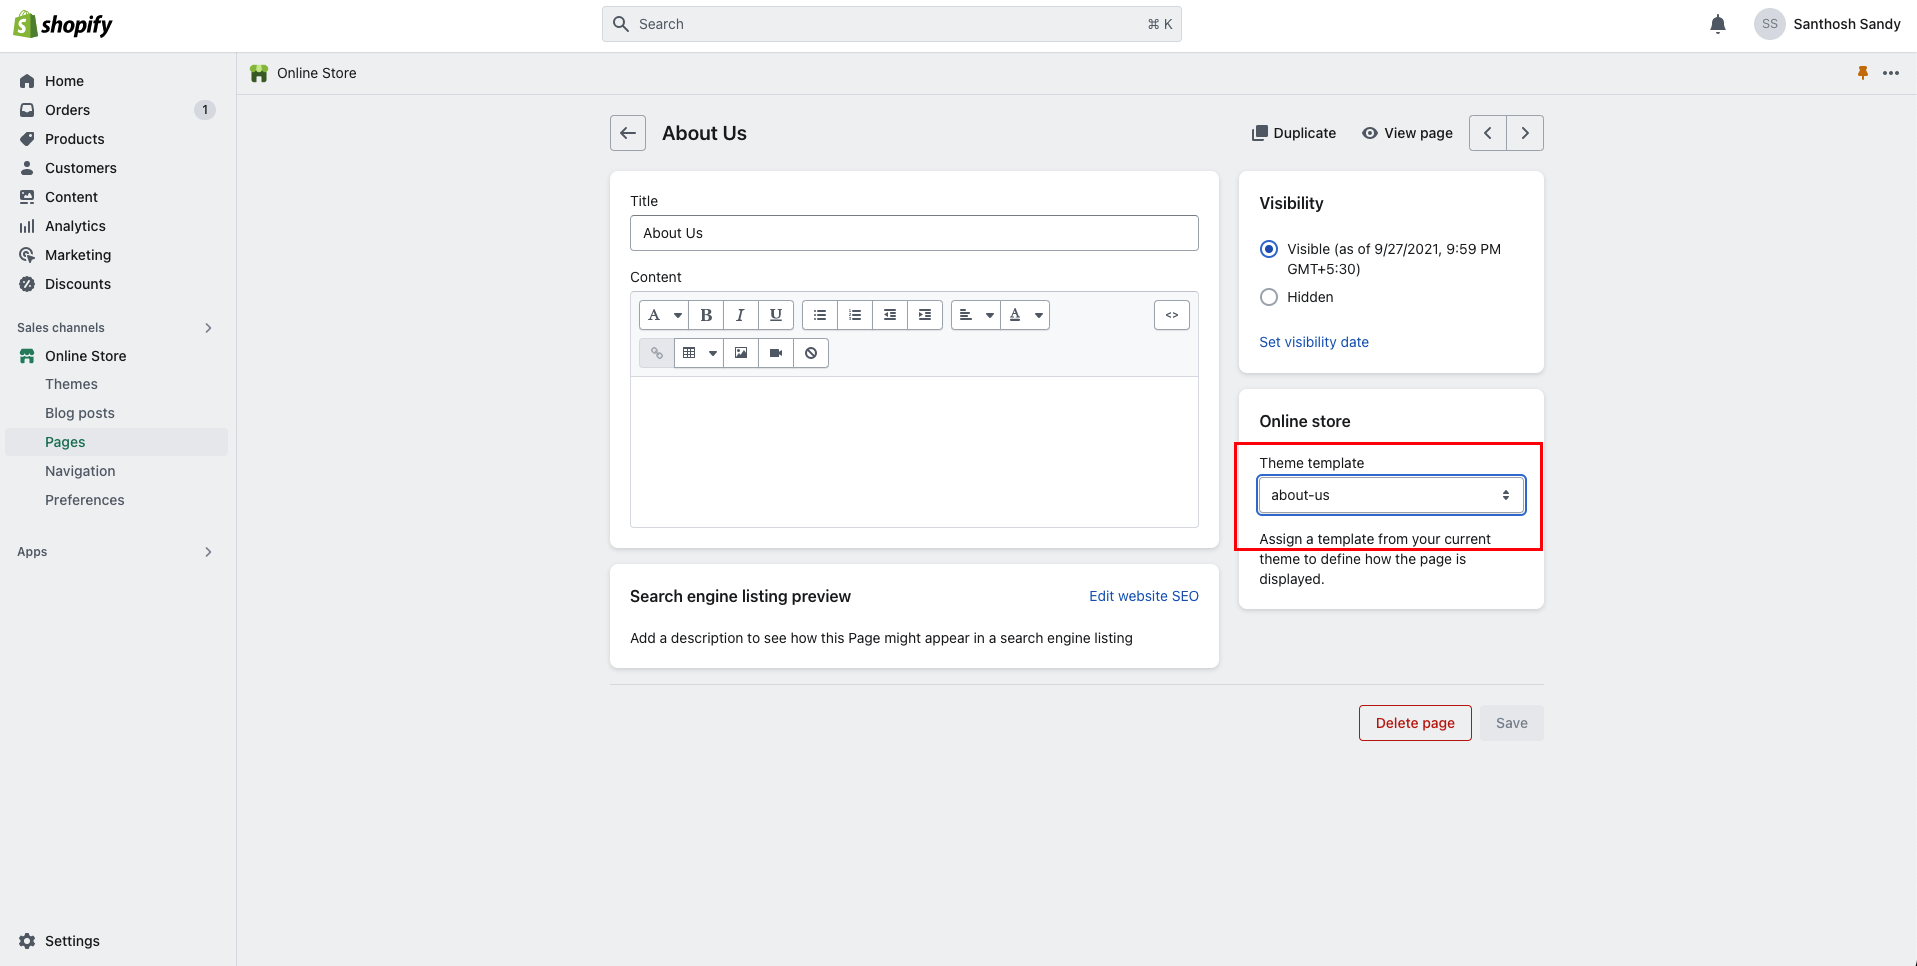 shopify
Search
⌘ K
SS
Santhosh Sandy
Home
Orders
1
Products
Customers
Content
Analytics
Marketing
Discounts
Sales channels
Online Store
Themes
Blog posts
Pages
Navigation
Preferences
Apps
Settings
Online Store
About Us
Duplicate
View page
Title
About Us
Content
A
B
I
U
A
<>
Search engine listing preview
Edit website SEO
Add a description to see how this Page might appear in a search engine listing
Visibility
Visible (as of 9/27/2021, 9:59 PM
GMT+5:30)
Hidden
Set visibility date
Online store
Theme template
about-us
Assign a template from your current
theme to define how the page is
displayed.
Delete page
Save